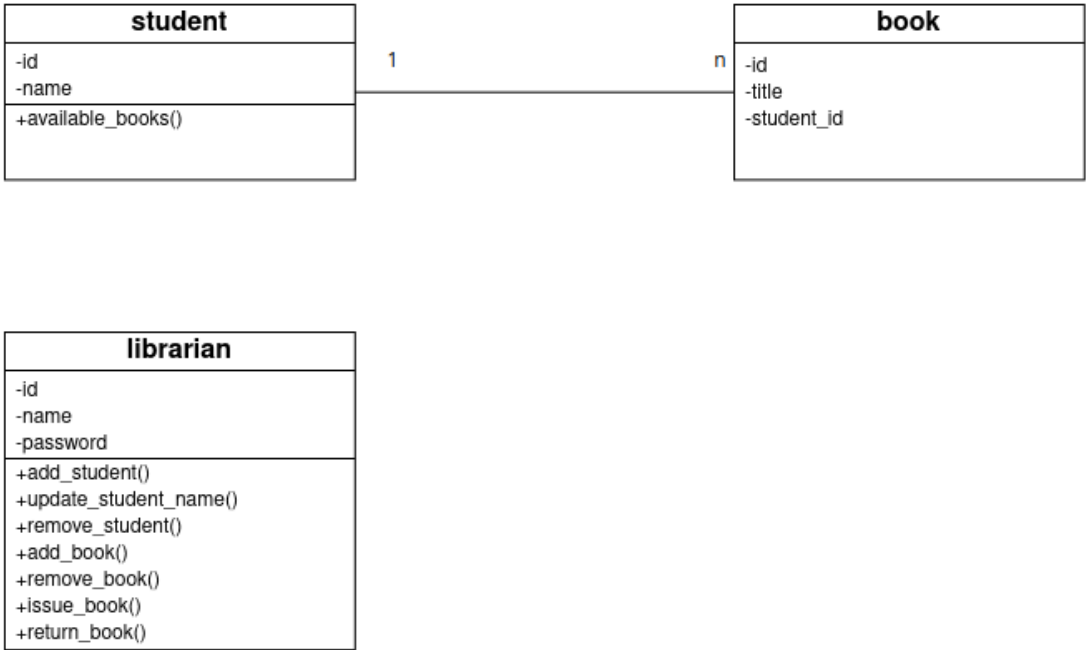 student
-id
-name
+available_books()
1
n
book
-id
-title
-student_id
librarian
-id
-name
-password
+add_student()
+update_student_name()
+remove_student()
+add_book()
+remove_book()
+issue_book()
+return_book()